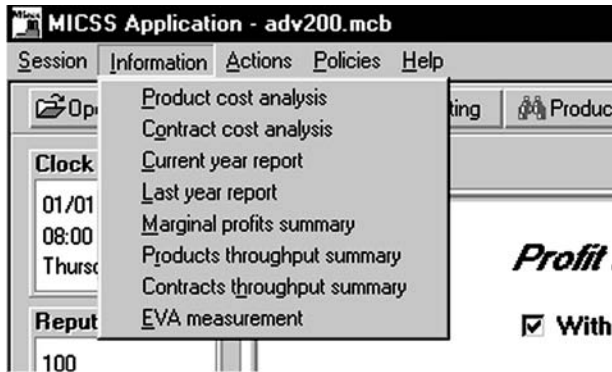 MICSS Application - adv200.mcb
Session Information Actions Policies Help
Product cost analysis
Contract cost analysis
Current year report
Last year report
Marginal profits summary
Products throughput summary
Contracts throughput summary
EVA measurement
Clock
01/01
08:00
100
Profit
With